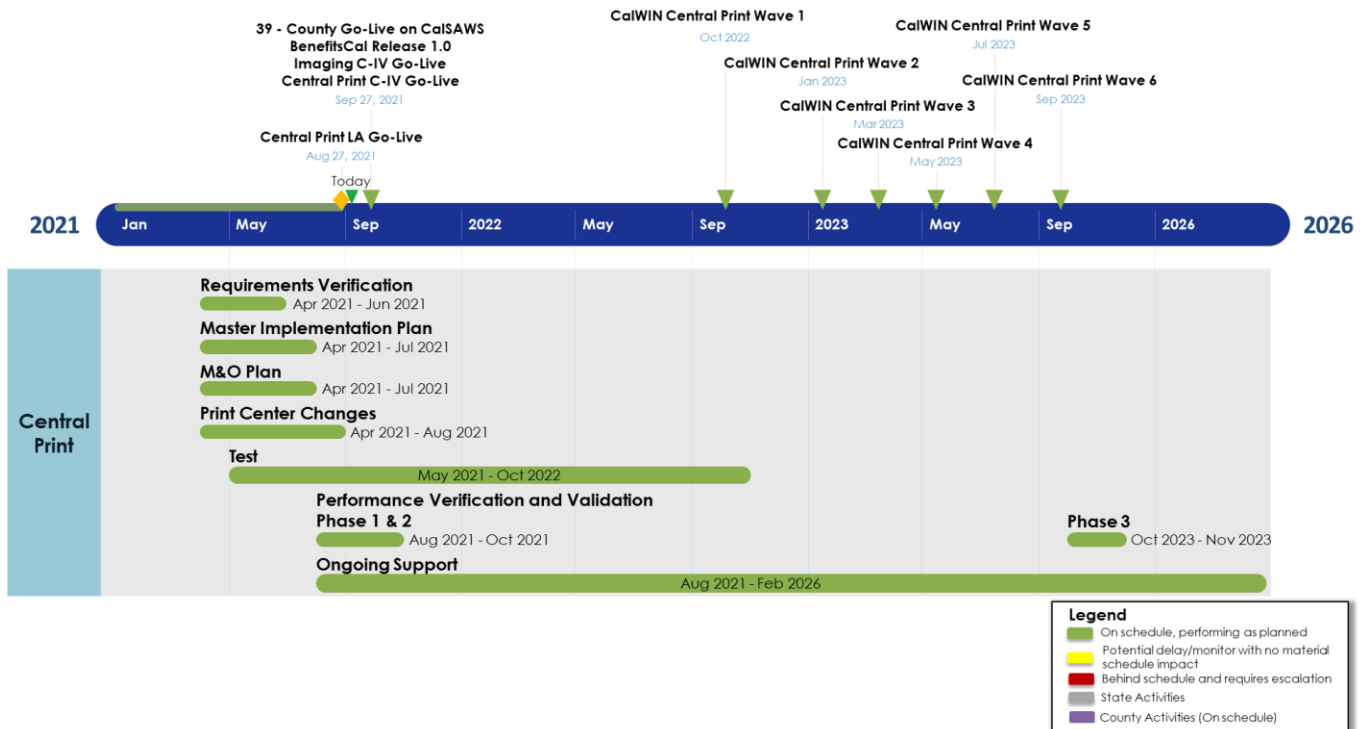 CalWIN Central Print Wave 1
Oct 2022
39 - County Go-Live on CalSAWS
BenefitsCal Release 1.0
Imaging C-IV Go-Live
Central Print C-IV Go-Live
Sep 27, 2021
CalWIN Central Print Wave 5
Jul 2023
CalWIN Central Print Wave 2
Jan 2023
CalWIN Central Print Wave 6
Sep 2023
CalWIN Central Print Wave 3
Mar 2023
Central Print LA Go-Live
Aug 27, 2021
CalWIN Central Print Wave 4
May 2023
Today
2021 Jan May Sep 2022 May Sep 2023 May Sep 2026 2026
Central
Print
Requirements Verification
Apr 2021 - Jun 2021
Master Implementation Plan
Apr 2021 - Jul 2021
M&O Plan
Apr 2021 - Jul 2021
Print Center Changes
Apr 2021 - Aug 2021
Test
May 2021 - Oct 2022
Performance Verification and Validation
Phase 1 & 2
Aug 2021 - Oct 2021
Phase 3
Oct 2023 - Nov 2023
Ongoing Support
Aug 2021 - Feb 2026
Legend
On schedule, performing as planned
Potential delay/monitor with no material
schedule impact
Behind schedule and requires escalation
State Activities
County Activities (On schedule)